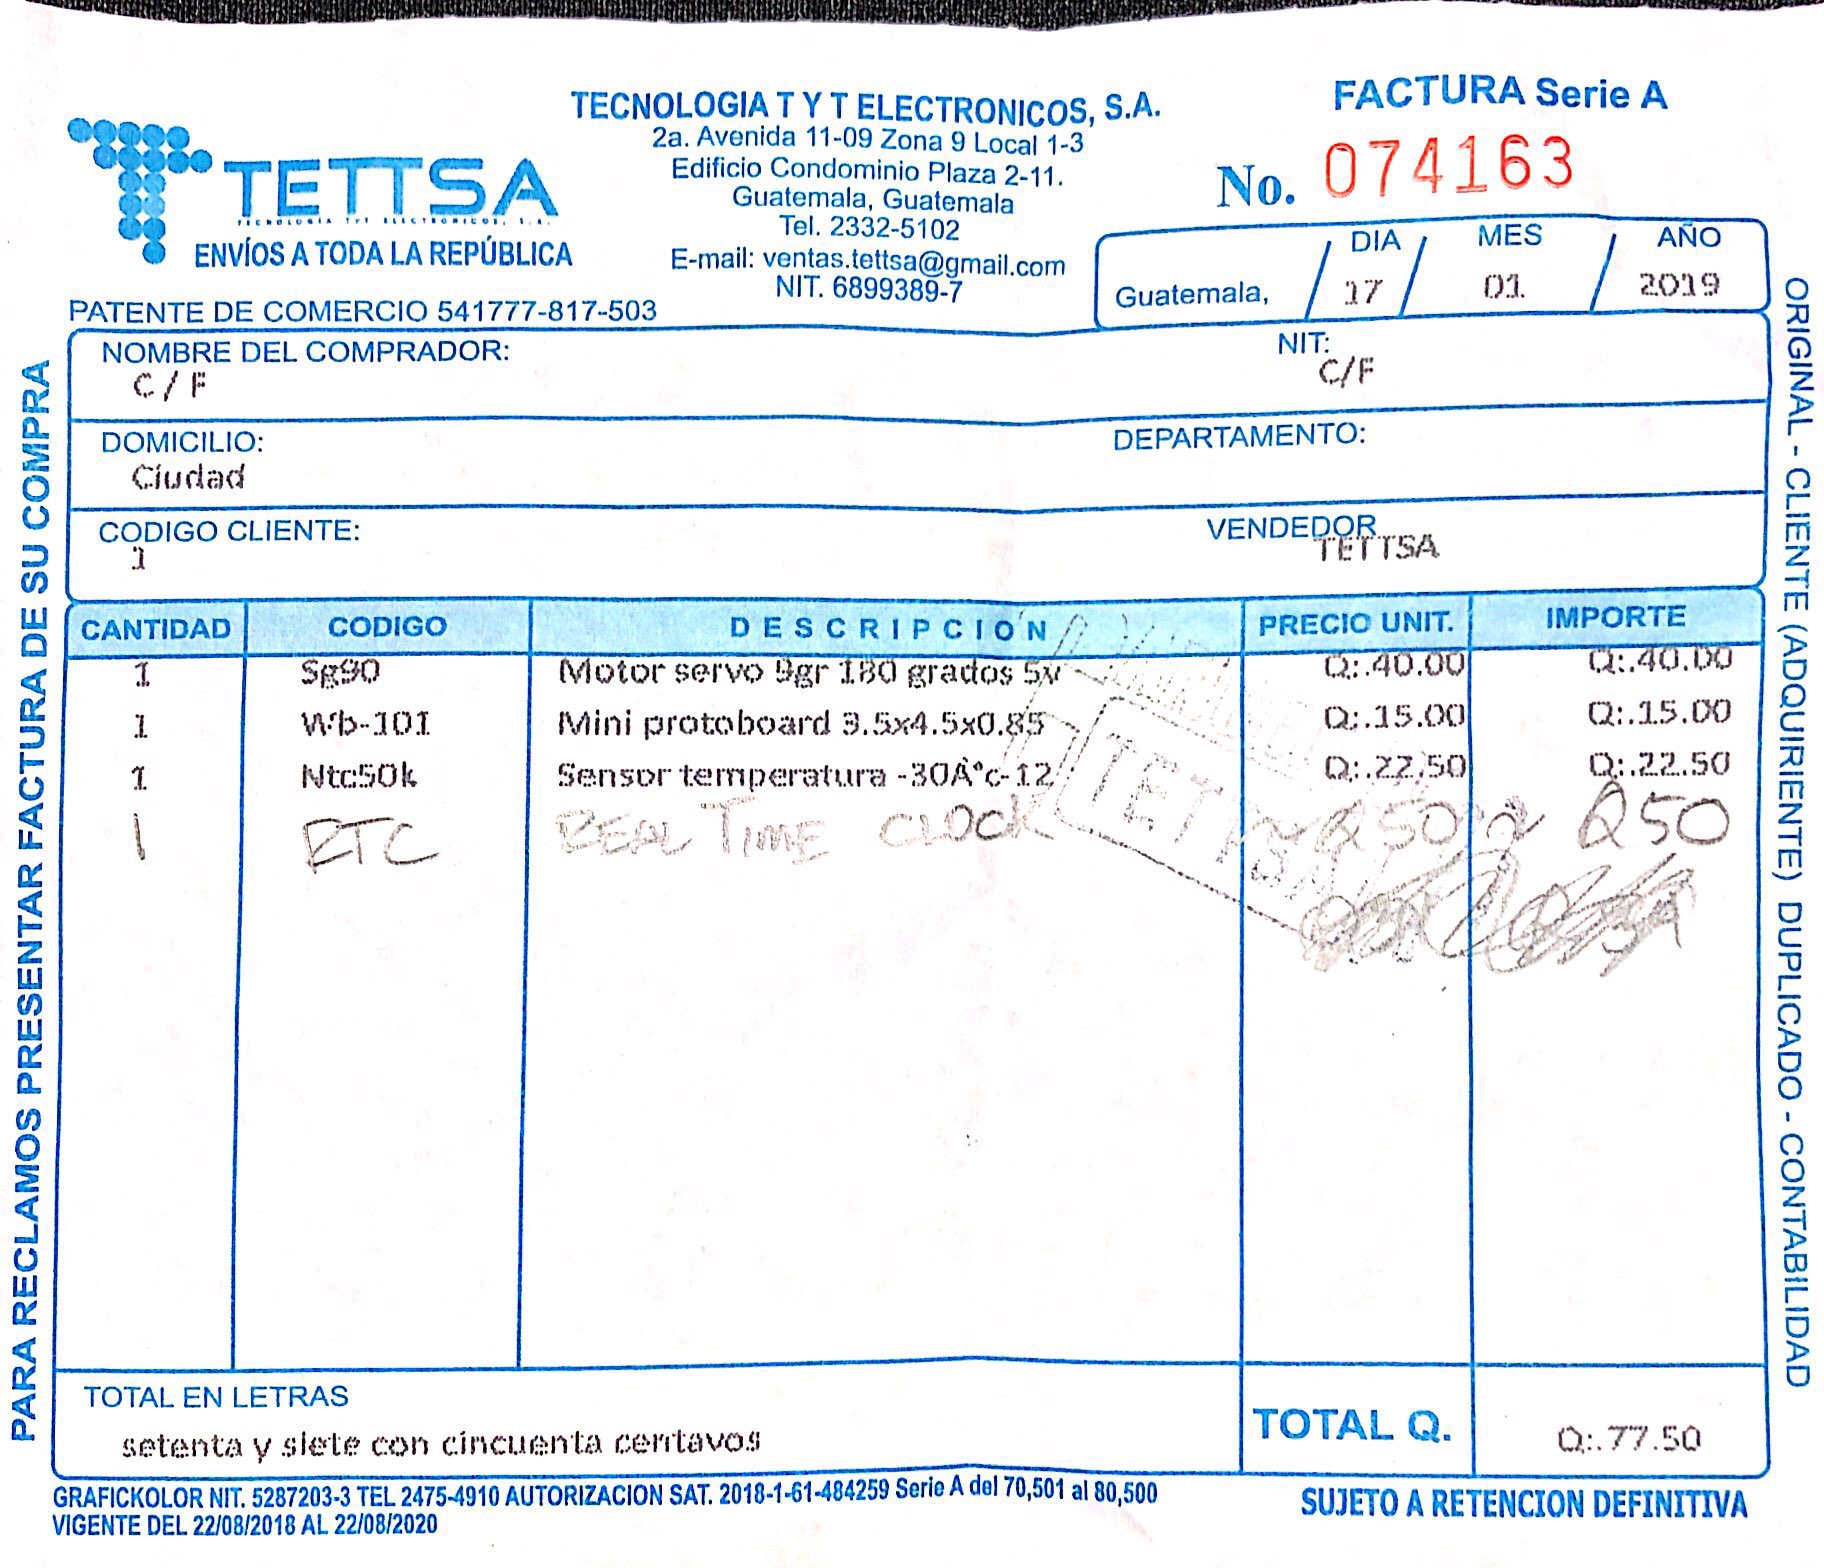 FACTURA Serie A
No. 074163
TETTSA
TECNOLOGIA TYT ELECTRONICOS, S.A.
ENVÍOS A TODA LA REPÚBLICA
TECNOLOGIA T Y T ELECTRONICOS, S.A.
2a. Avenida 11-09 Zona 9 Local 1-3
Edificio Condominio Plaza 2-11.
Guatemala, Guatemala
Tel. 2332-5102
E-mail: ventas.tettsa@gmail.com
NIT. 6899389-7
PATENTE DE COMERCIO 541777-817-503
DIA MES AÑO
Guatemala, 17 01 2019
NOMBRE DEL COMPRADOR: NIT:
C/F C/F
DOMICILIO: DEPARTAMENTO:
Ciudad
CODIGO CLIENTE: VENDEDOR
1 TETTSA
CANTIDAD CODIGO DESCRIPCION PRECIO UNIT. IMPORTE
1 Sg90 Motor servo 9gr 180 grados 5v Q:.40.00 Q:.40.00
1 Wb-101 Mini protoboard 3.5x4.5x0.85 Q:.15.00 Q:.15.00
1 Ntc50k Sensor temperatura -30Â°c-12 Q:.22.50 Q:.22.50
1 RTC REAL TIME CLOCK Q50 Q50
TETTSA
TOTAL EN LETRAS
setenta y siete con cincuenta centavos
TOTAL Q. Q:.77.50
GRAFICKOLOR NIT. 5287203-3 TEL 2475-4910 AUTORIZACION SAT. 2018-1-61-484259 Serie A del 70,501 al 80,500
VIGENTE DEL 22/08/2018 AL 22/08/2020
SUJETO A RETENCION DEFINITIVA
PARA RECLAMOS PRESENTAR FACTURA DE SU COMPRA
ORIGINAL - CLIENTE (ADQUIRIENTE) DUPLICADO - CONTABILIDAD